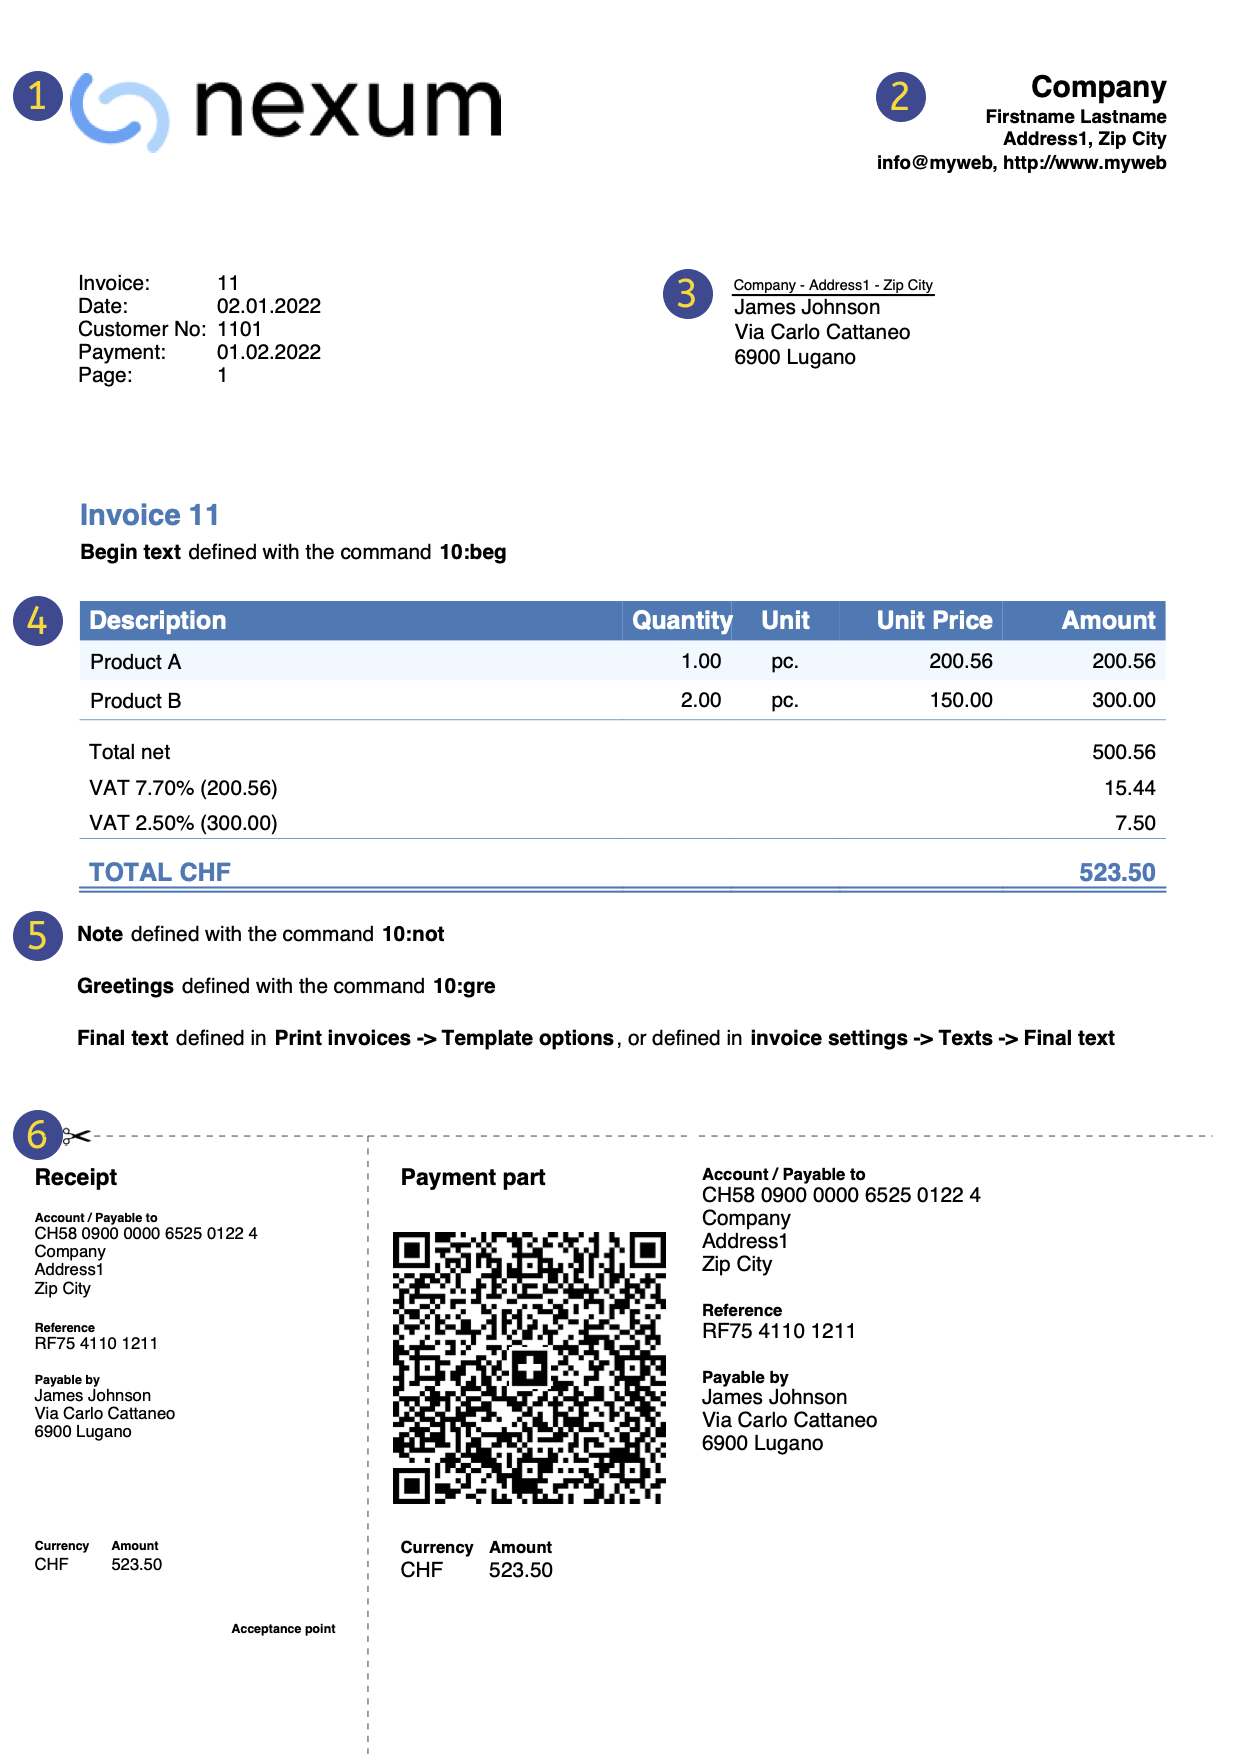 1
nexum
2
Company
Firstname Lastname
Address1, Zip City
info@myweb, http://www.myweb
Invoice: 11
Date: 02.01.2022
Customer No: 1101
Payment: 01.02.2022
Page: 1
3
Company - Address1 - Zip City
James Johnson
Via Carlo Cattaneo
6900 Lugano
Invoice 11
Begin text defined with the command 10:beg
4
Description Quantity Unit Unit Price Amount
Product A 1.00 pc. 200.56 200.56
Product B 2.00 pc. 150.00 300.00
Total net 500.56
VAT 7.70% (200.56) 15.44
VAT 2.50% (300.00) 7.50
TOTAL CHF 523.50
5
Note defined with the command 10:not
Greetings defined with the command 10:gre
Final text defined in Print invoices -> Template options, or defined in invoice settings -> Texts -> Final text
6
Receipt
Account / Payable to
CH58 0900 0000 6525 0122 4
Company
Address1
Zip City
Reference
RF75 4110 1211
Payable by
James Johnson
Via Carlo Cattaneo
6900 Lugano
Currency Amount
CHF 523.50
Acceptance point
Payment part
Currency Amount
CHF 523.50
Account / Payable to
CH58 0900 0000 6525 0122 4
Company
Address1
Zip City
Reference
RF75 4110 1211
Payable by
James Johnson
Via Carlo Cattaneo
6900 Lugano